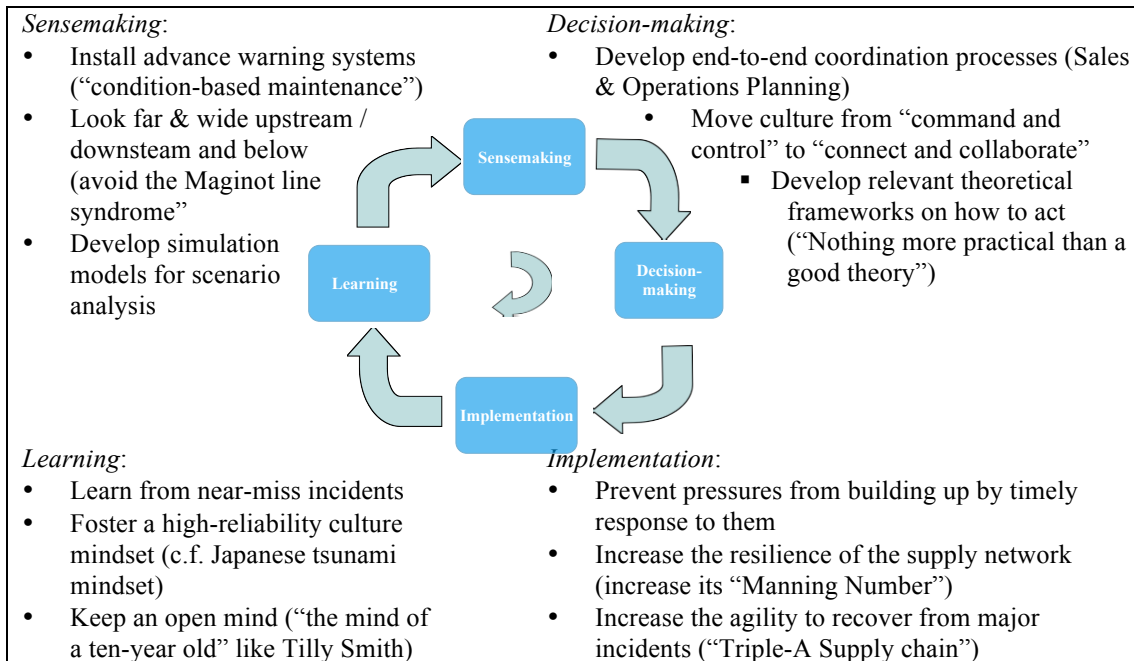 Sensemaking:
• Install advance warning systems
(“condition-based maintenance”)
• Look far & wide upstream /
downsteam and below
(avoid the Maginot line
syndrome”
• Develop simulation
models for scenario
analysis
Decision-making:
• Develop end-to-end coordination processes (Sales
& Operations Planning)
• Move culture from “command and
control” to “connect and collaborate”
▪ Develop relevant theoretical
frameworks on how to act
(“Nothing more practical than a
good theory”)
Sensemaking
Learning
Decision-
making
Implementation
Learning:
• Learn from near-miss incidents
• Foster a high-reliability culture
mindset (c.f. Japanese tsunami
mindset)
• Keep an open mind (“the mind of
a ten-year old” like Tilly Smith)
Implementation:
• Prevent pressures from building up by timely
response to them
• Increase the resilience of the supply network
(increase its “Manning Number”)
• Increase the agility to recover from major
incidents (“Triple-A Supply chain”)